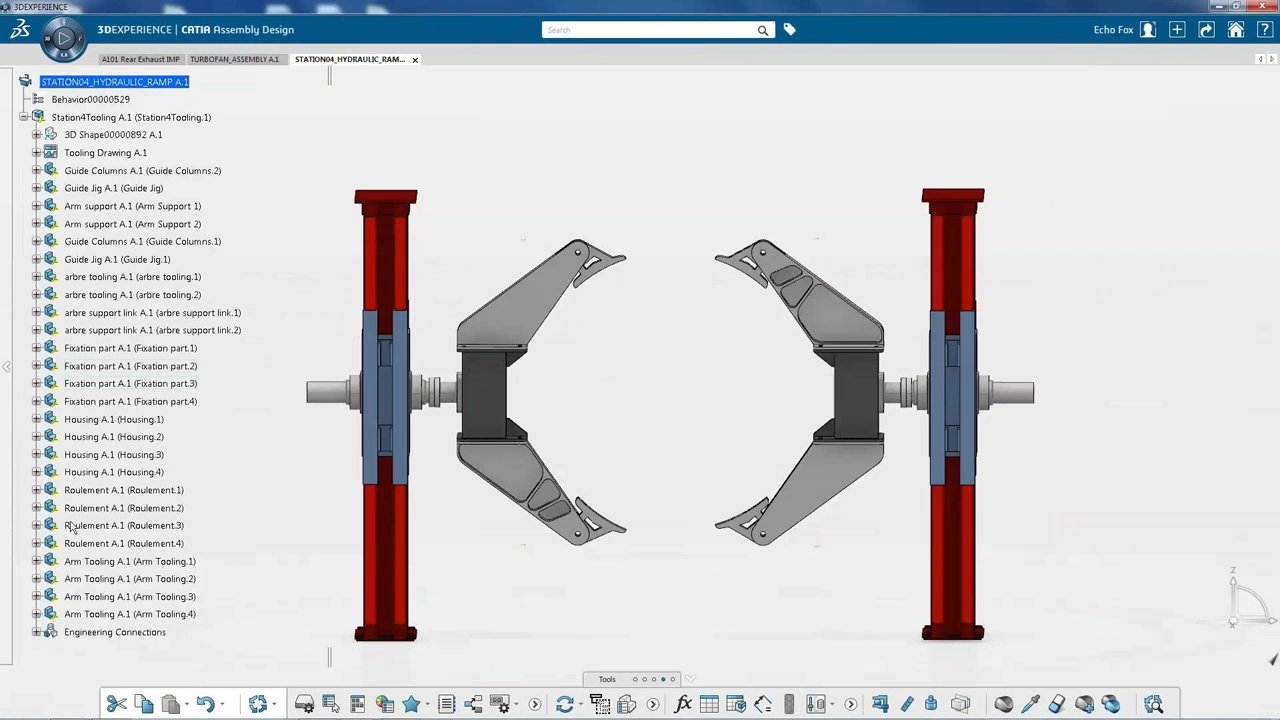 3DEXPERIENCE
3DEXPERIENCE | CATIA Assembly Design
Search
Echo Fox
A101 Rear Exhaust IMP
TURBOFAN_ASSEMBLY A.1
STATION04_HYDRAULIC_RAM...
STATION04_HYDRAULIC_RAMP A.1
Behavior00000529
Station4Tooling A.1 (Station4Tooling.1)
3D Shape00000892 A.1
Tooling Drawing A.1
Guide Columns A.1 (Guide Columns.2)
Guide Jig A.1 (Guide Jig)
Arm support A.1 (Arm Support 1)
Arm support A.1 (Arm Support 2)
Guide Columns A.1 (Guide Columns.1)
Guide Jig A.1 (Guide Jig.1)
arbre tooling A.1 (arbre tooling.1)
arbre tooling A.1 (arbre tooling.2)
arbre support link A.1 (arbre support link.1)
arbre support link A.1 (arbre support link.2)
Fixation part A.1 (Fixation part.1)
Fixation part A.1 (Fixation part.2)
Fixation part A.1 (Fixation part.3)
Fixation part A.1 (Fixation part.4)
Housing A.1 (Housing.1)
Housing A.1 (Housing.2)
Housing A.1 (Housing.3)
Housing A.1 (Housing.4)
Roulement A.1 (Roulement.1)
Roulement A.1 (Roulement.2)
Roulement A.1 (Roulement.3)
Roulement A.1 (Roulement.4)
Arm Tooling A.1 (Arm Tooling.1)
Arm Tooling A.1 (Arm Tooling.2)
Arm Tooling A.1 (Arm Tooling.3)
Arm Tooling A.1 (Arm Tooling.4)
Engineering Connections
Z
Tools
fx